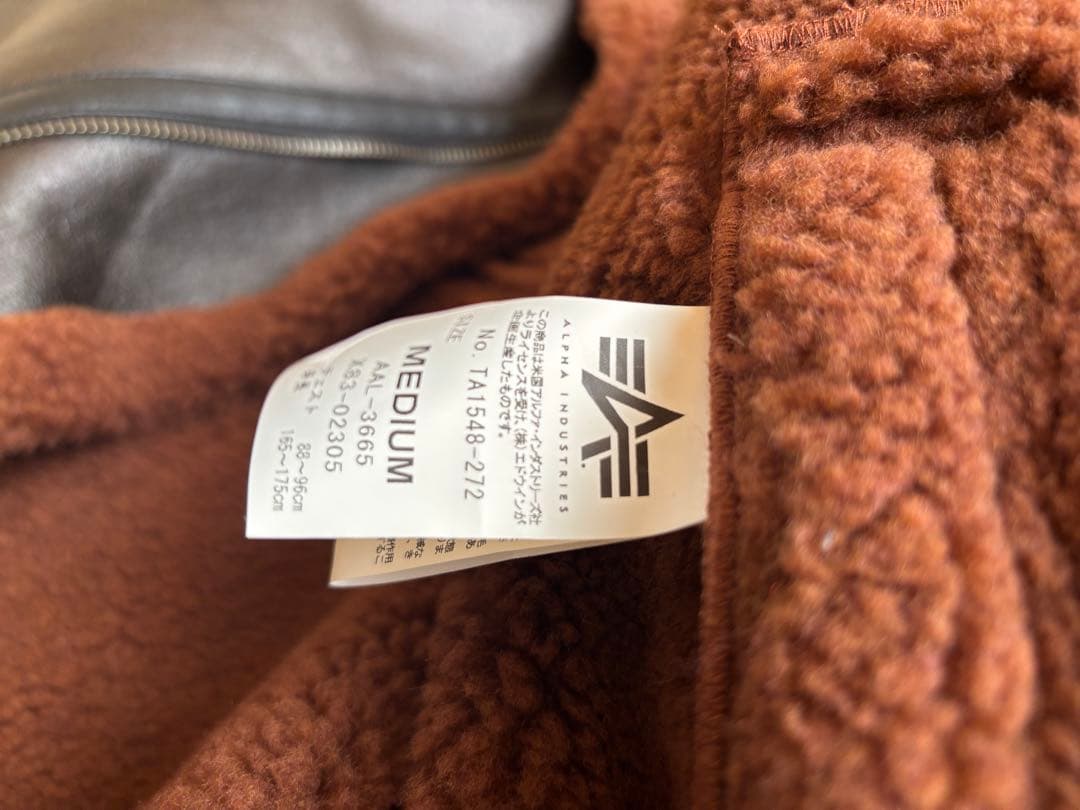 ALPHA INDUSTRIES
この商品は米国アルファ・インダストリーズ社
よりライセンスを受け、(株)エドウインが
企画生産したものです。
No. TA1548-272
SIZE
MEDIUM
AAL-3665
X83-02305
チェスト 88〜96cm
身長 165〜175cm